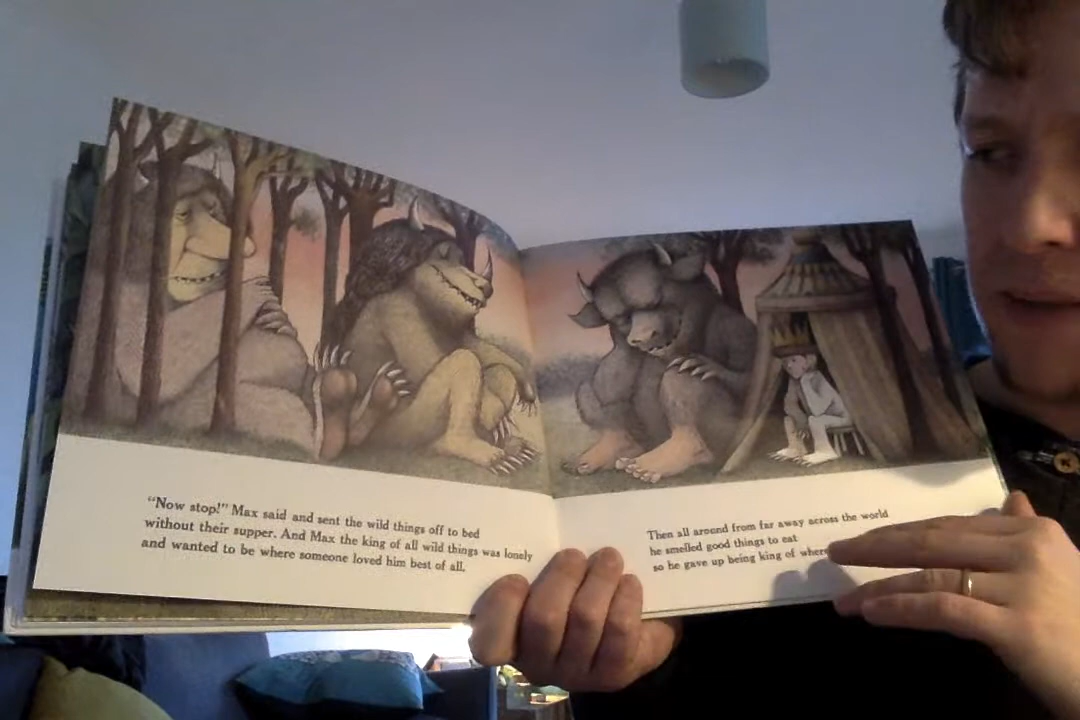 “Now stop!” Max said and sent the wild things off to bed
without their supper. And Max the king of all wild things was lonely
and wanted to be where someone loved him best of all.
Then all around from far away across the world
he smelled good things to eat
so he gave up being king of where